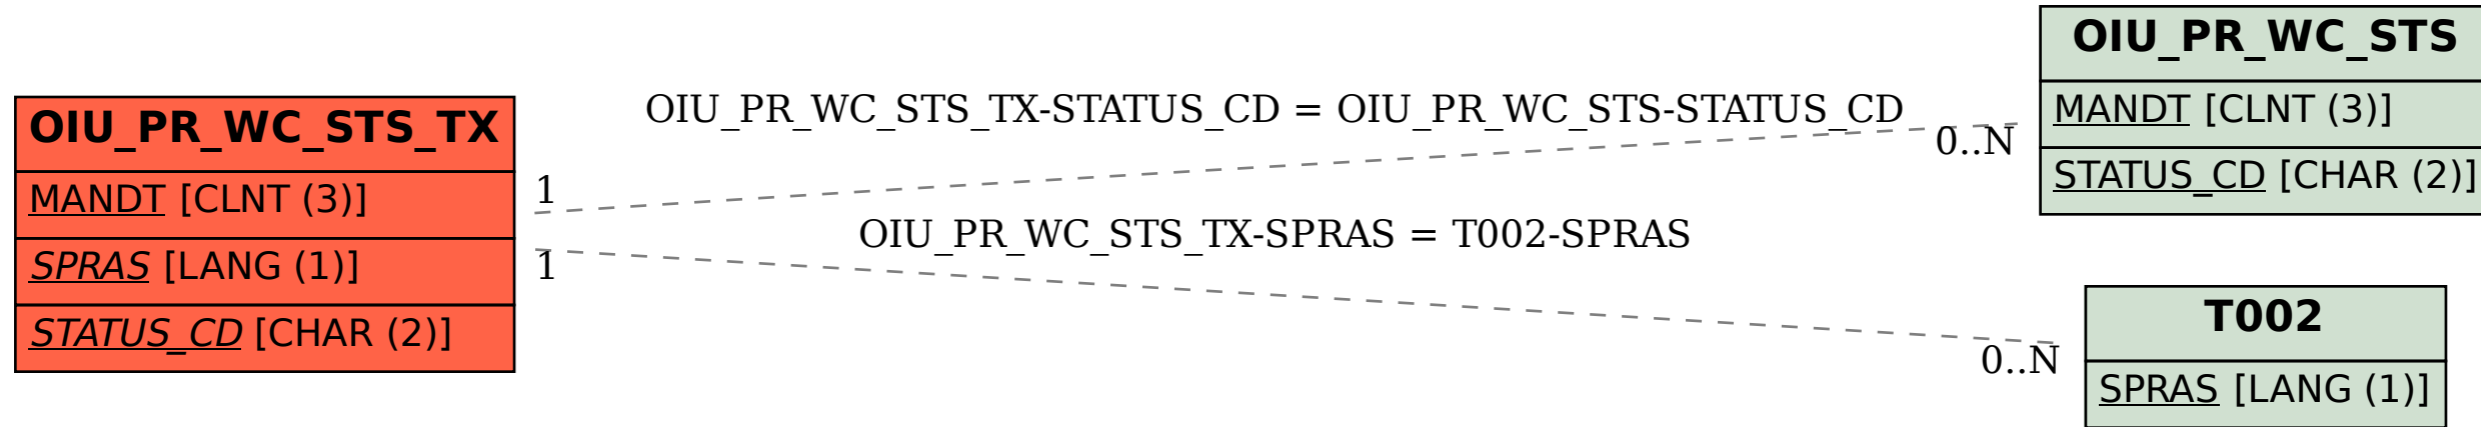 OIU_PR_WC_STS_TX
MANDT [CLNT (3)]
SPRAS [LANG (1)]
STATUS_CD [CHAR (2)]
OIU_PR_WC_STS_TX-STATUS_CD = OIU_PR_WC_STS-STATUS_CD
1
0..N
OIU_PR_WC_STS_TX-SPRAS = T002-SPRAS
1
0..N
OIU_PR_WC_STS
MANDT [CLNT (3)]
STATUS_CD [CHAR (2)]
T002
SPRAS [LANG (1)]